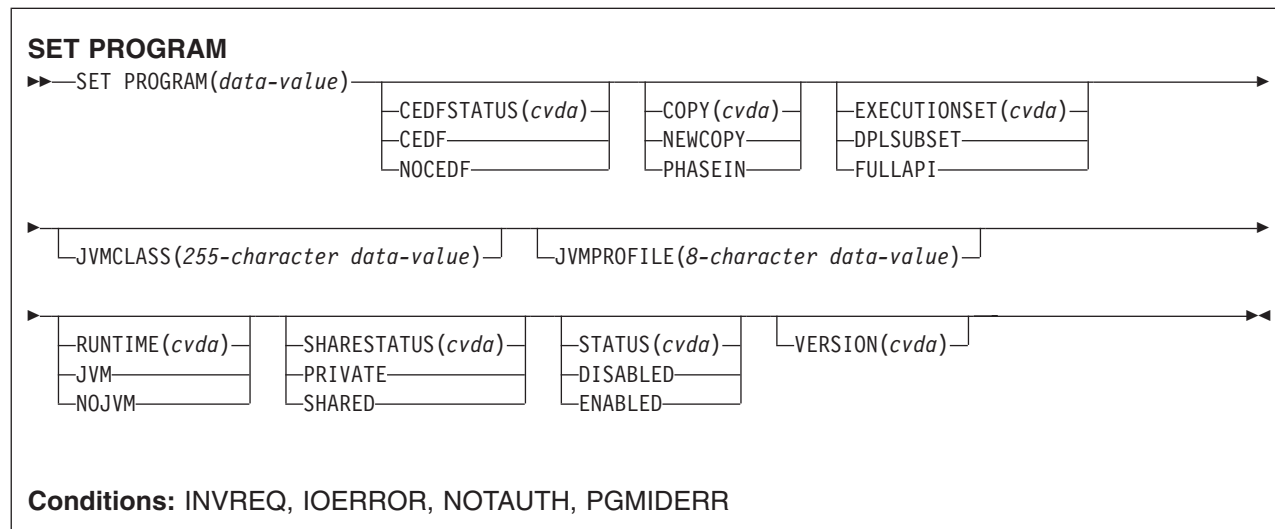 SET PROGRAM
SET PROGRAM(data-value)
CEDFSTATUS(cvda) COPY(cvda) EXECUTIONSET(cvda)
CEDF NEWCOPY DPLSUBSET
NOCEDF PHASEIN FULLAPI
JVMCLASS(255-character data-value) JVMPROFILE(8-character data-value)
RUNTIME(cvda) SHARESTATUS(cvda) STATUS(cvda) VERSION(cvda)
JVM PRIVATE DISABLED
NOJVM SHARED ENABLED
Conditions: INVREQ, IOERROR, NOTAUTH, PGMIDERR